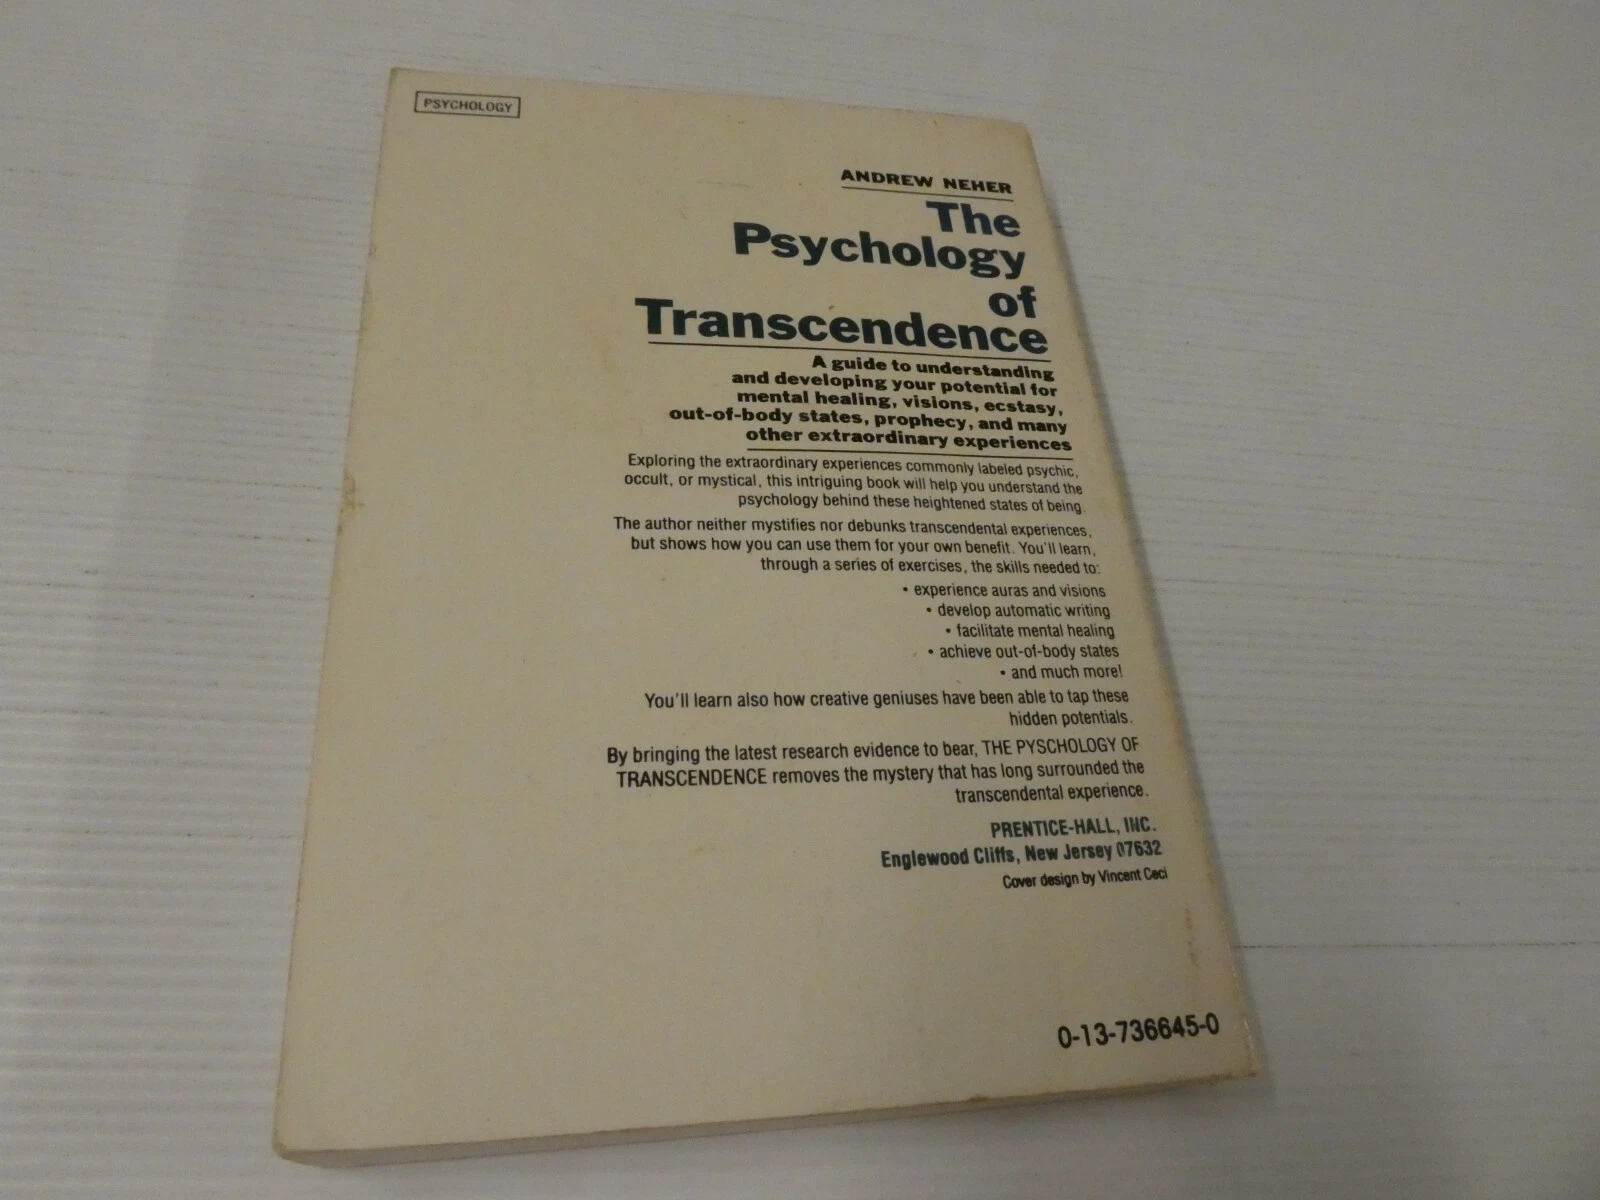 PSYCHOLOGY
ANDREW NEHER
The
Psychology
of
Transcendence
A guide to understanding
and developing your potential for
mental healing, visions, ecstasy,
out-of-body states, prophecy, and many
other extraordinary experiences
Exploring the extraordinary experiences commonly labeled psychic,
occult, or mystical, this intriguing book will help you understand the
psychology behind these heightened states of being.
The author neither mystifies nor debunks transcendental experiences,
but shows how you can use them for your own benefit. You'll learn,
through a series of exercises, the skills needed to:
• experience auras and visions
• develop automatic writing
• facilitate mental healing
• achieve out-of-body states
• and much more!
You'll learn also how creative geniuses have been able to tap these
hidden potentials.
By bringing the latest research evidence to bear, THE PYSCHOLOGY OF
TRANSCENDENCE removes the mystery that has long surrounded the
transcendental experience.
PRENTICE-HALL, INC.
Englewood Cliffs, New Jersey 07632
Cover design by Vincent Ceci
0-13-736645-0